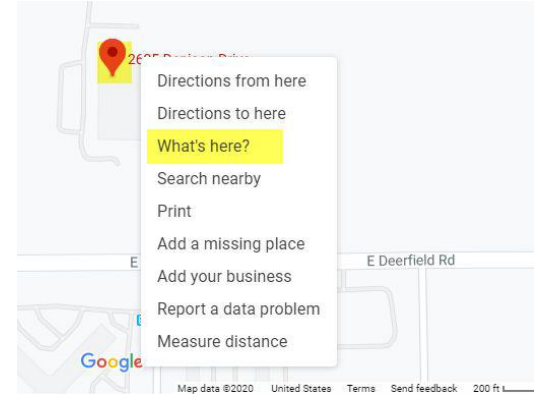 Directions from here
Directions to here
What's here?
Search nearby
Print
Add a missing place
E
E Deerfield Rd
Add your business
Report a data problem
Measure distance
Google
Map data ©2020 United States Terms Send feedback 200 ft